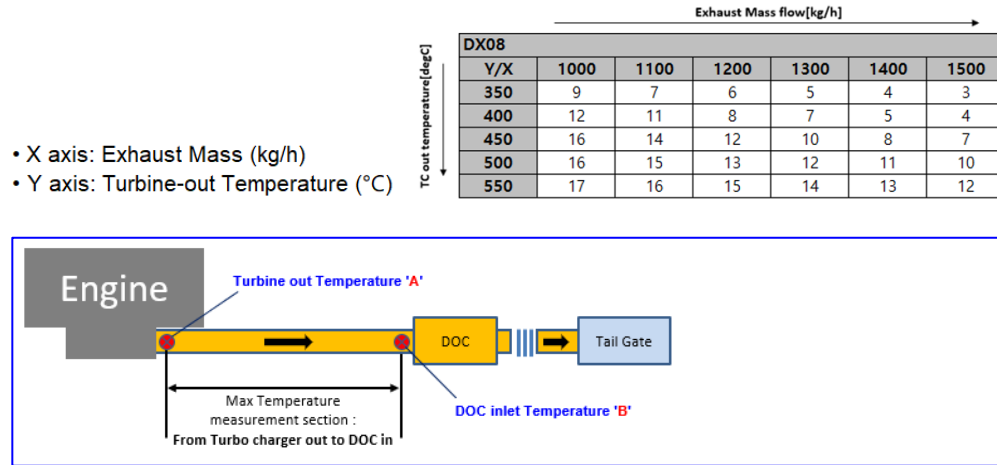 Exhaust Mass flow[kg/h]
TC out temperature[degC]
DX08
Y/X 1000 1100 1200 1300 1400 1500
350 9 7 6 5 4 3
400 12 11 8 7 5 4
450 16 14 12 10 8 7
500 16 15 13 12 11 10
550 17 16 15 14 13 12
• X axis: Exhaust Mass (kg/h)
• Y axis: Turbine-out Temperature (°C)
Engine
Turbine out Temperature 'A'
DOC
Tail Gate
DOC inlet Temperature 'B'
Max Temperature
measurement section :
From Turbo charger out to DOC in